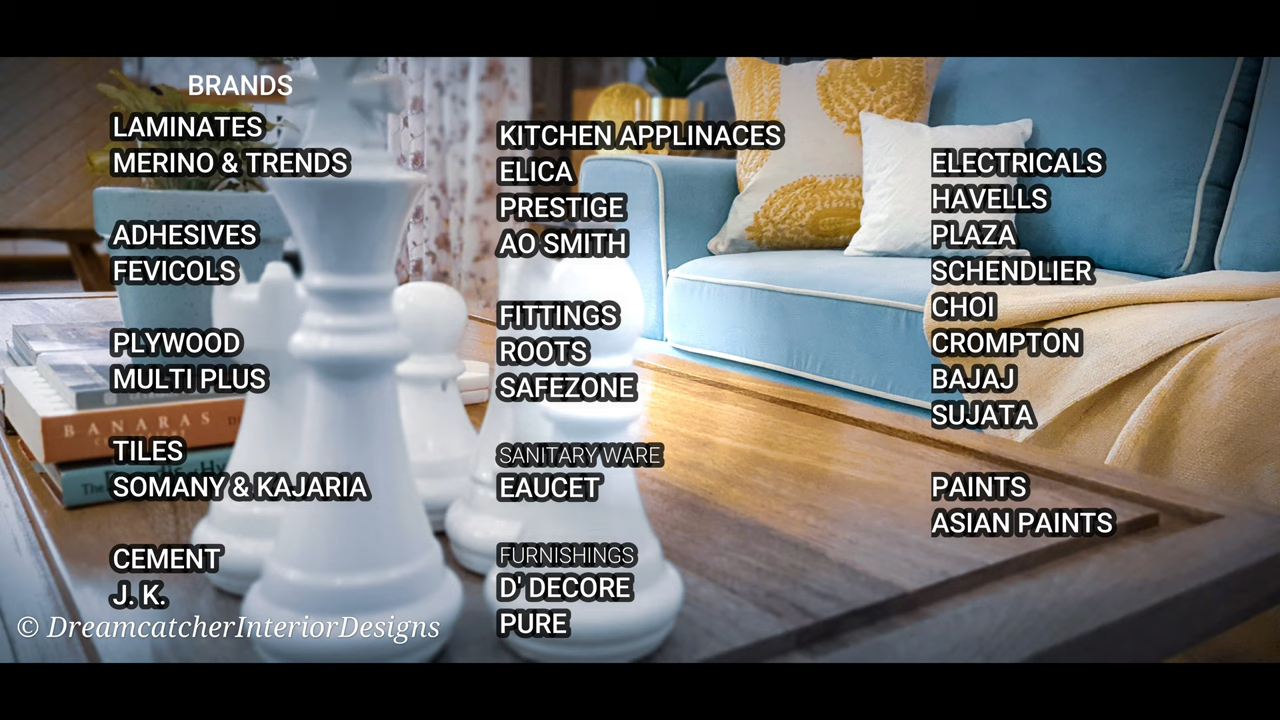 BRANDS
LAMINATES
MERINO & TRENDS
ADHESIVES
FEVICOLS
PLYWOOD
MULTI PLUS
TILES
SOMANY & KAJARIA
CEMENT
J. K.
© DreamcatcherInteriorDesigns
KITCHEN APPLINACES
ELICA
PRESTIGE
AO SMITH
FITTINGS
ROOTS
SAFEZONE
SANITARY WARE
EAUCET
FURNISHINGS
D' DECORE
PURE
ELECTRICALS
HAVELLS
PLAZA
SCHENDLIER
CHOI
CROMPTON
BAJAJ
SUJATA
PAINTS
ASIAN PAINTS
BANARAS
The